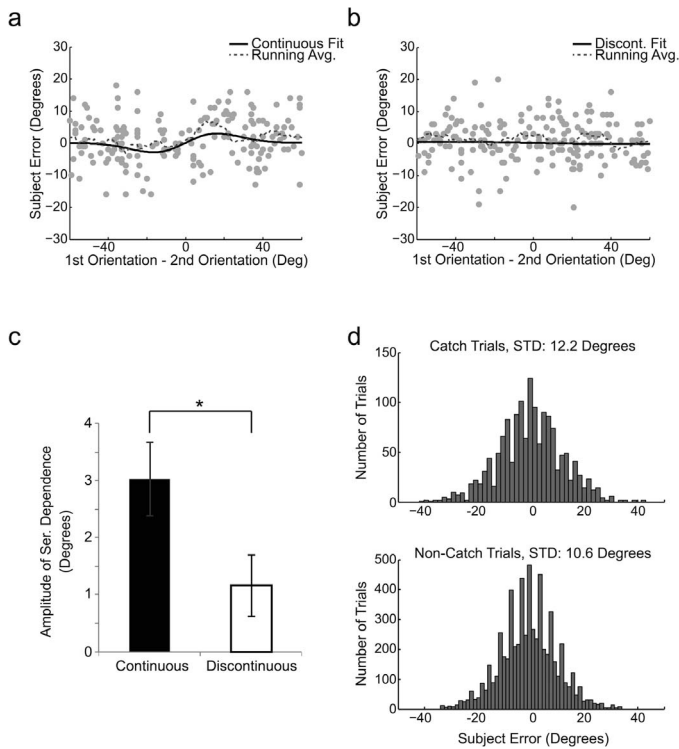 a
Continuous Fit
Running Avg.
30
20
10
0
−10
−20
−30
Subject Error (Degrees)
−40
0
40
1st Orientation - 2nd Orientation (Deg)
b
Discont. Fit
Running Avg.
30
20
10
0
−10
−20
−30
Subject Error (Degrees)
−40
0
40
1st Orientation - 2nd Orientation (Deg)
c
*
4
3
2
1
0
Amplitude of Ser. Dependence
(Degrees)
Continuous
Discontinuous
d
Catch Trials, STD: 12.2 Degrees
150
100
50
0
Number of Trials
-40
-20
0
20
40
Non-Catch Trials, STD: 10.6 Degrees
500
400
300
200
100
0
Number of Trials
-40
-20
0
20
40
Subject Error (Degrees)